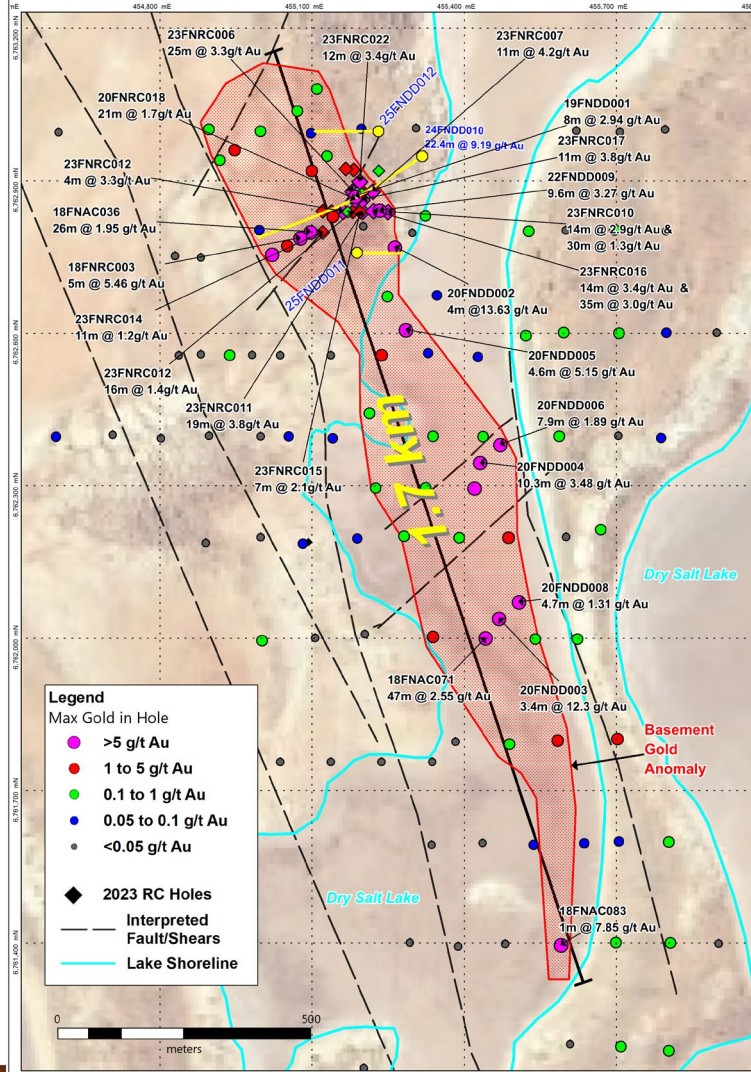 mE
454,800 mE
455,100 mE
455,400 mE
455,700 mE
6,763,200 mN
6,762,900 mN
6,762,600 mN
6,762,300 mN
6,762,000 mN
6,761,700 mN
6,761,400 mN
23FNRC006
25m @ 3.3g/t Au
23FNRC022
12m @ 3.4g/t Au
23FNRC007
11m @ 4.2g/t Au
25FNDD012
20FNRC018
21m @ 1.7g/t Au
24FNDD010
22.4m @ 9.19 g/t Au
19FNDD001
8m @ 2.94 g/t Au
23FNRC017
11m @ 3.8g/t Au
23FNRC012
4m @ 3.3g/t Au
22FNDD009
9.6m @ 3.27 g/t Au
18FNAC036
26m @ 1.95 g/t Au
23FNRC010
14m @ 2.9g/t Au &
30m @ 1.3g/t Au
18FNRC003
5m @ 5.46 g/t Au
25FNDD011
23FNRC016
14m @ 3.4g/t Au &
35m @ 3.0g/t Au
20FNDD002
4m @13.63 g/t Au
23FNRC014
11m @ 1.2g/t Au
20FNDD005
4.6m @ 5.15 g/t Au
23FNRC012
16m @ 1.4g/t Au
23FNRC011
19m @ 3.8g/t Au
20FNDD006
7.9m @ 1.89 g/t Au
1.7 km
23FNRC015
7m @ 2.1g/t Au
20FNDD004
10.3m @ 3.48 g/t Au
Dry Salt Lake
20FNDD008
4.7m @ 1.31 g/t Au
18FNAC071
47m @ 2.55 g/t Au
20FNDD003
3.4m @ 12.3 g/t Au
Basement
Gold
Anomaly
Legend
Max Gold in Hole
>5 g/t Au
1 to 5 g/t Au
0.1 to 1 g/t Au
0.05 to 0.1 g/t Au
<0.05 g/t Au
2023 RC Holes
Interpreted
Fault/Shears
Lake Shoreline
Dry Salt Lake
18FNAC083
1m @ 7.85 g/t Au
0
500
meters